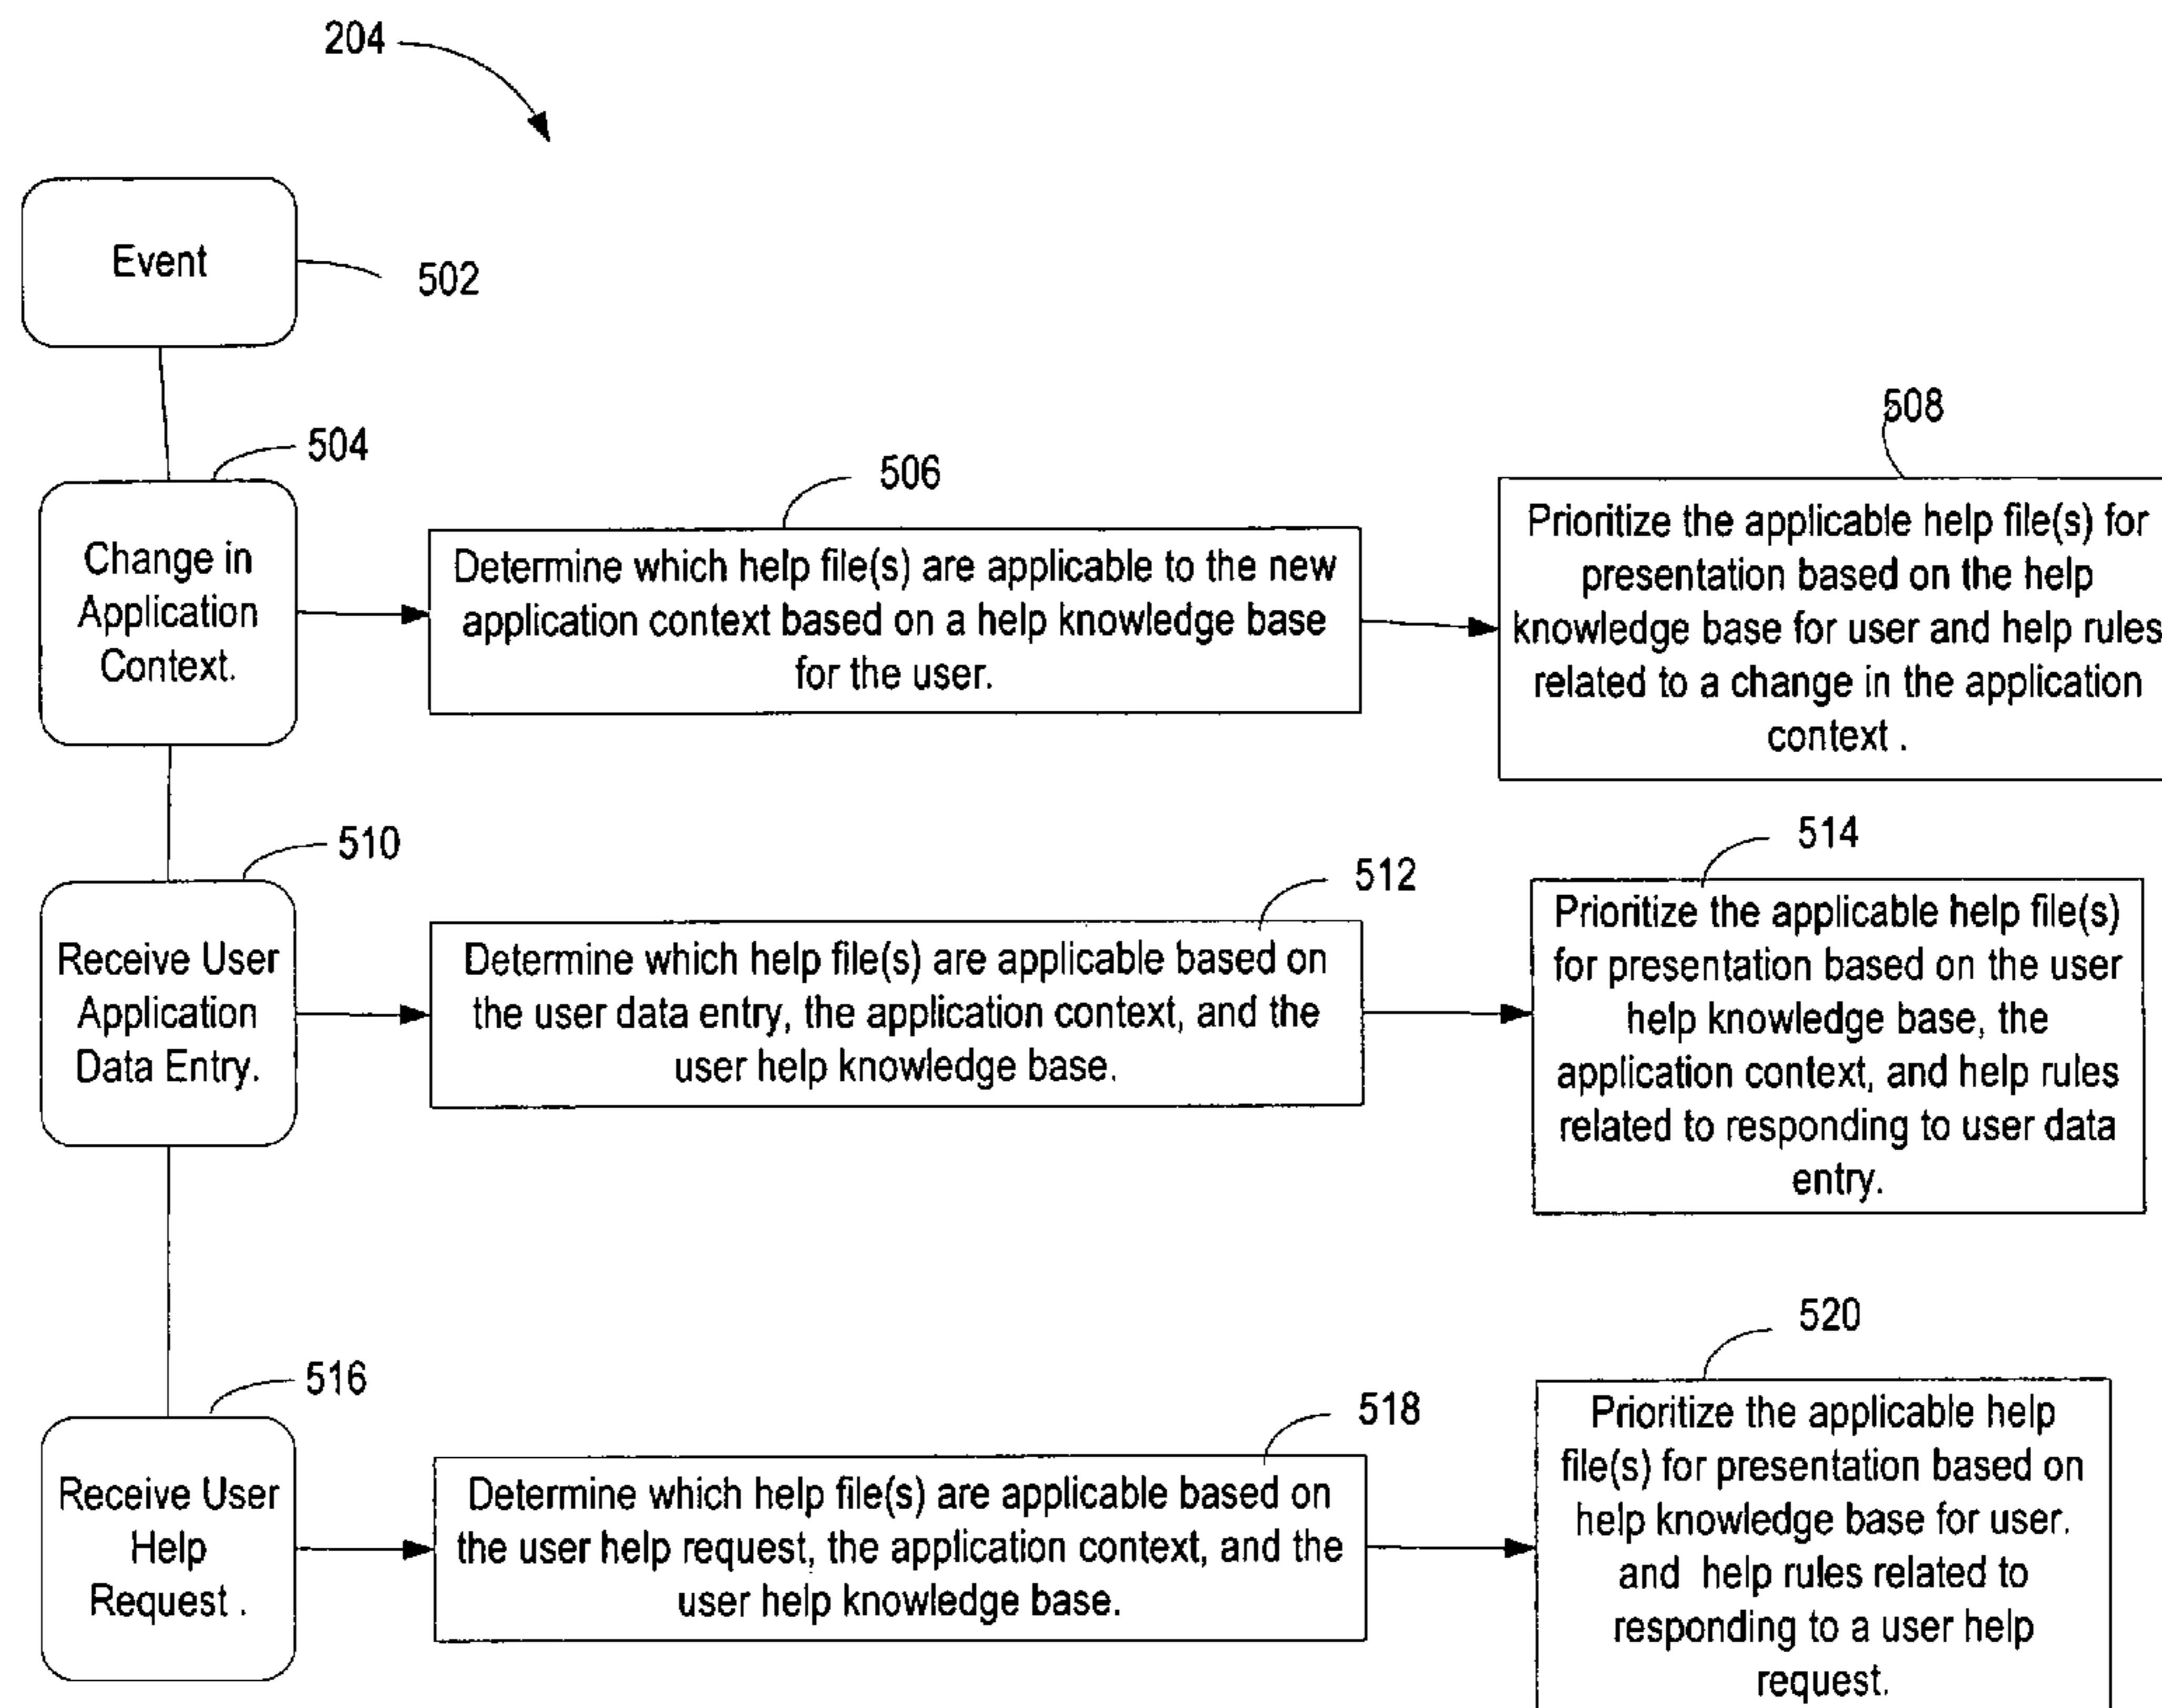 204
Event
502
504
Change in
Application
Context.
506
Determine which help file(s) are applicable to the new
application context based on a help knowledge base
for the user.
508
Prioritize the applicable help file(s) for
presentation based on the help
knowledge base for user and help rules
related to a change in the application
context .
510
Receive User
Application
Data Entry.
512
Determine which help file(s) are applicable based on
the user data entry, the application context, and the
user help knowledge base.
514
Prioritize the applicable help file(s)
for presentation based on the user
help knowledge base, the
application context, and help rules
related to responding to user data
entry.
516
Receive User
Help
Request .
518
Determine which help file(s) are applicable based on
the user help request, the application context, and the
user help knowledge base.
520
Prioritize the applicable help
file(s) for presentation based on
help knowledge base for user.
and help rules related to
responding to a user help
request.